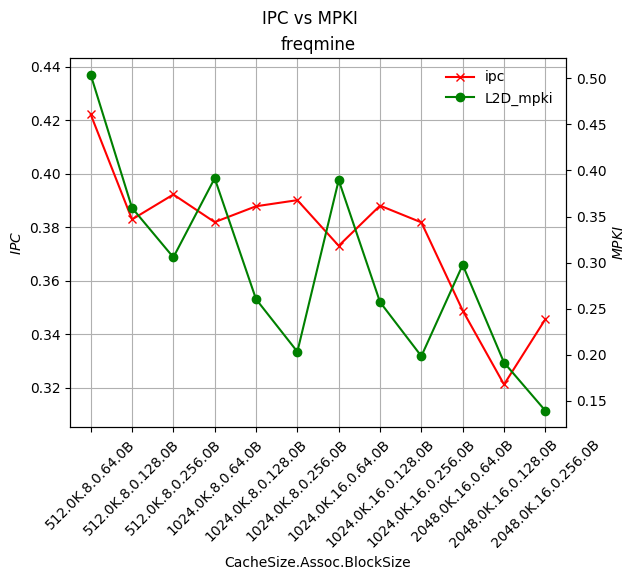 IPC vs MPKI
freqmine
ipc
L2D_mpki
0.44
0.42
0.40
0.38
0.36
0.34
0.32
IPC
0.50
0.45
0.40
0.35
0.30
0.25
0.20
0.15
MPKI
512.0K.8.0.64.0B
512.0K.8.0.128.0B
512.0K.8.0.256.0B
1024.0K.8.0.64.0B
1024.0K.8.0.128.0B
1024.0K.8.0.256.0B
1024.0K.16.0.64.0B
1024.0K.16.0.128.0B
1024.0K.16.0.256.0B
2048.0K.16.0.64.0B
2048.0K.16.0.128.0B
2048.0K.16.0.256.0B
CacheSize.Assoc.BlockSize